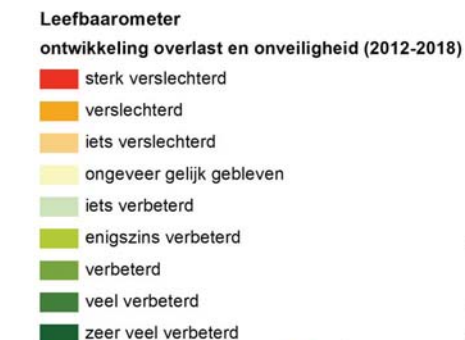 Leefbaarometer
ontwikkeling overlast en onveiligheid (2012-2018)
sterk verslechterd
verslechterd
iets verslechterd
ongeveer gelijk gebleven
iets verbeterd
enigszins verbeterd
verbeterd
veel verbeterd
zeer veel verbeterd